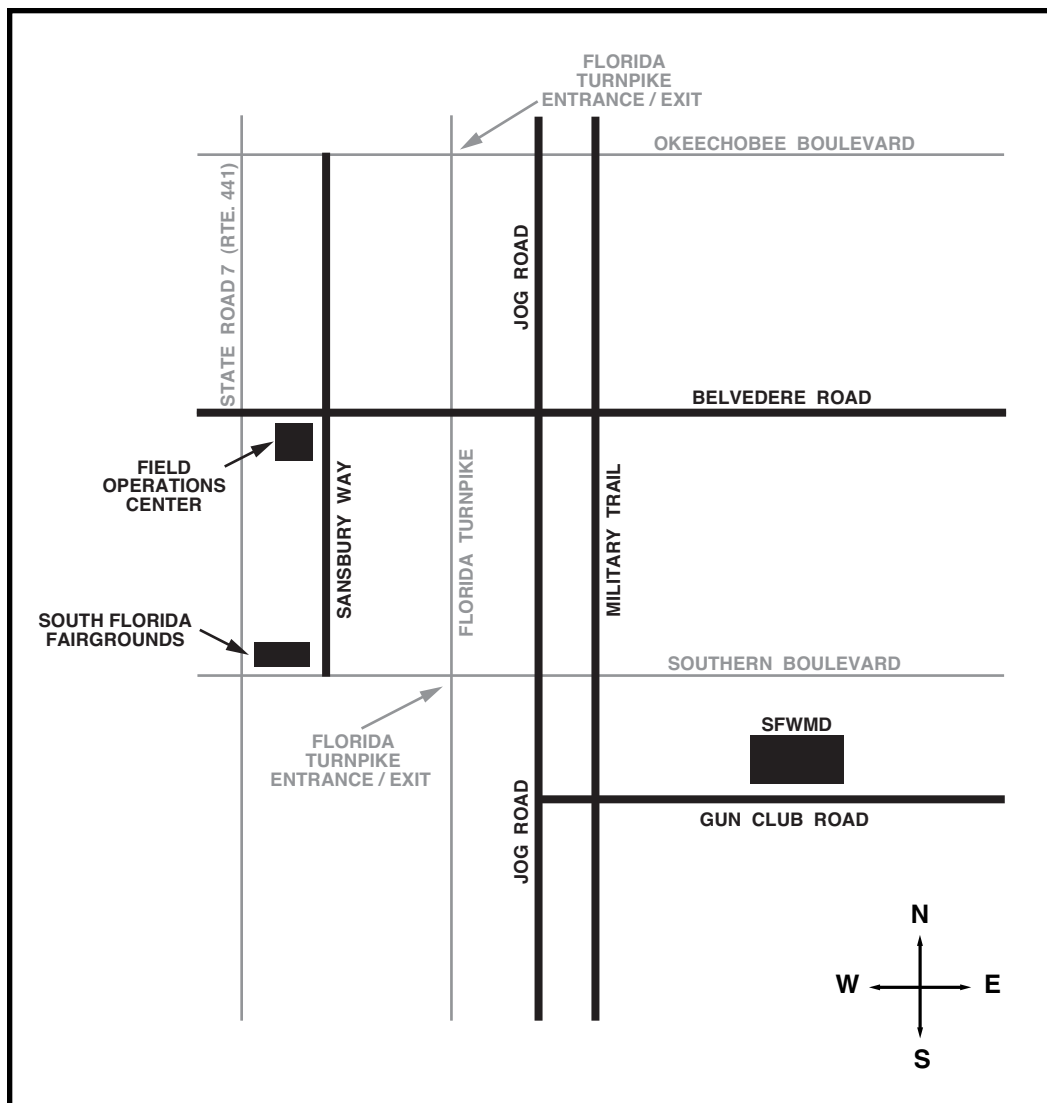 FLORIDA
TURNPIKE
ENTRANCE / EXIT
OKEECHOBEE BOULEVARD
STATE ROAD 7 (RTE. 441)
JOG ROAD
BELVEDERE ROAD
FIELD
OPERATIONS
CENTER
SANSBURY WAY
FLORIDA TURNPIKE
MILITARY TRAIL
SOUTH FLORIDA
FAIRGROUNDS
SOUTHERN BOULEVARD
FLORIDA
TURNPIKE
ENTRANCE / EXIT
SFWMD
JOG ROAD
GUN CLUB ROAD
N
W
E
S